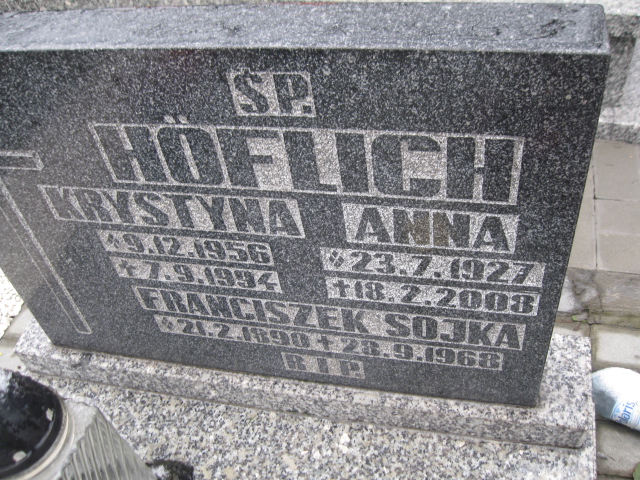 ŚP.
HÖFLICH
KRYSTYNA ANNA
*9.12.1956 *23.7.1927
+7.9.1994 +18.2.2008
FRANCISZEK SOJKA
*21.2.1890 +28.9.1968
R I P